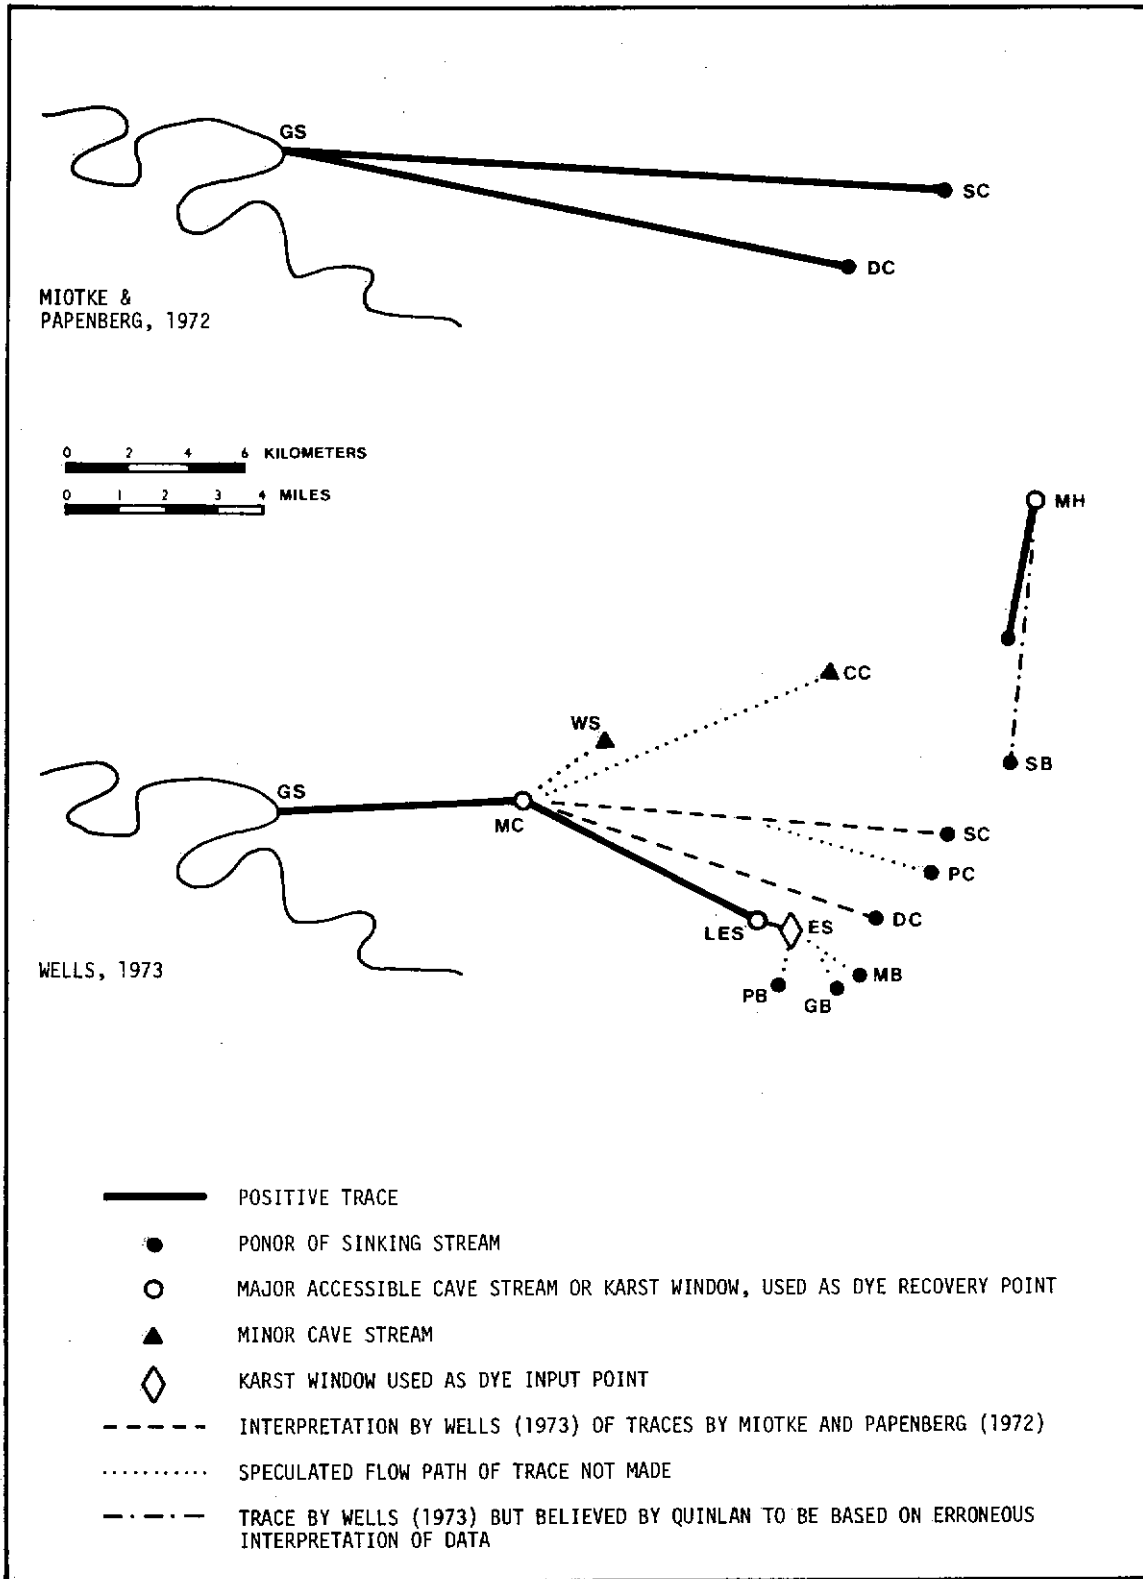 GS
SC
DC
MIOTKE &
PAPENBERG, 1972
0 2 4 6 KILOMETERS
0 1 2 3 4 MILES
MH
CC
WS
SB
GS
MC
SC
PC
DC
LES
ES
MB
PB
GB
WELLS, 1973
POSITIVE TRACE
PONOR OF SINKING STREAM
MAJOR ACCESSIBLE CAVE STREAM OR KARST WINDOW, USED AS DYE RECOVERY POINT
MINOR CAVE STREAM
KARST WINDOW USED AS DYE INPUT POINT
INTERPRETATION BY WELLS (1973) OF TRACES BY MIOTKE AND PAPENBERG (1972)
SPECULATED FLOW PATH OF TRACE NOT MADE
TRACE BY WELLS (1973) BUT BELIEVED BY QUINLAN TO BE BASED ON ERRONEOUS
INTERPRETATION OF DATA